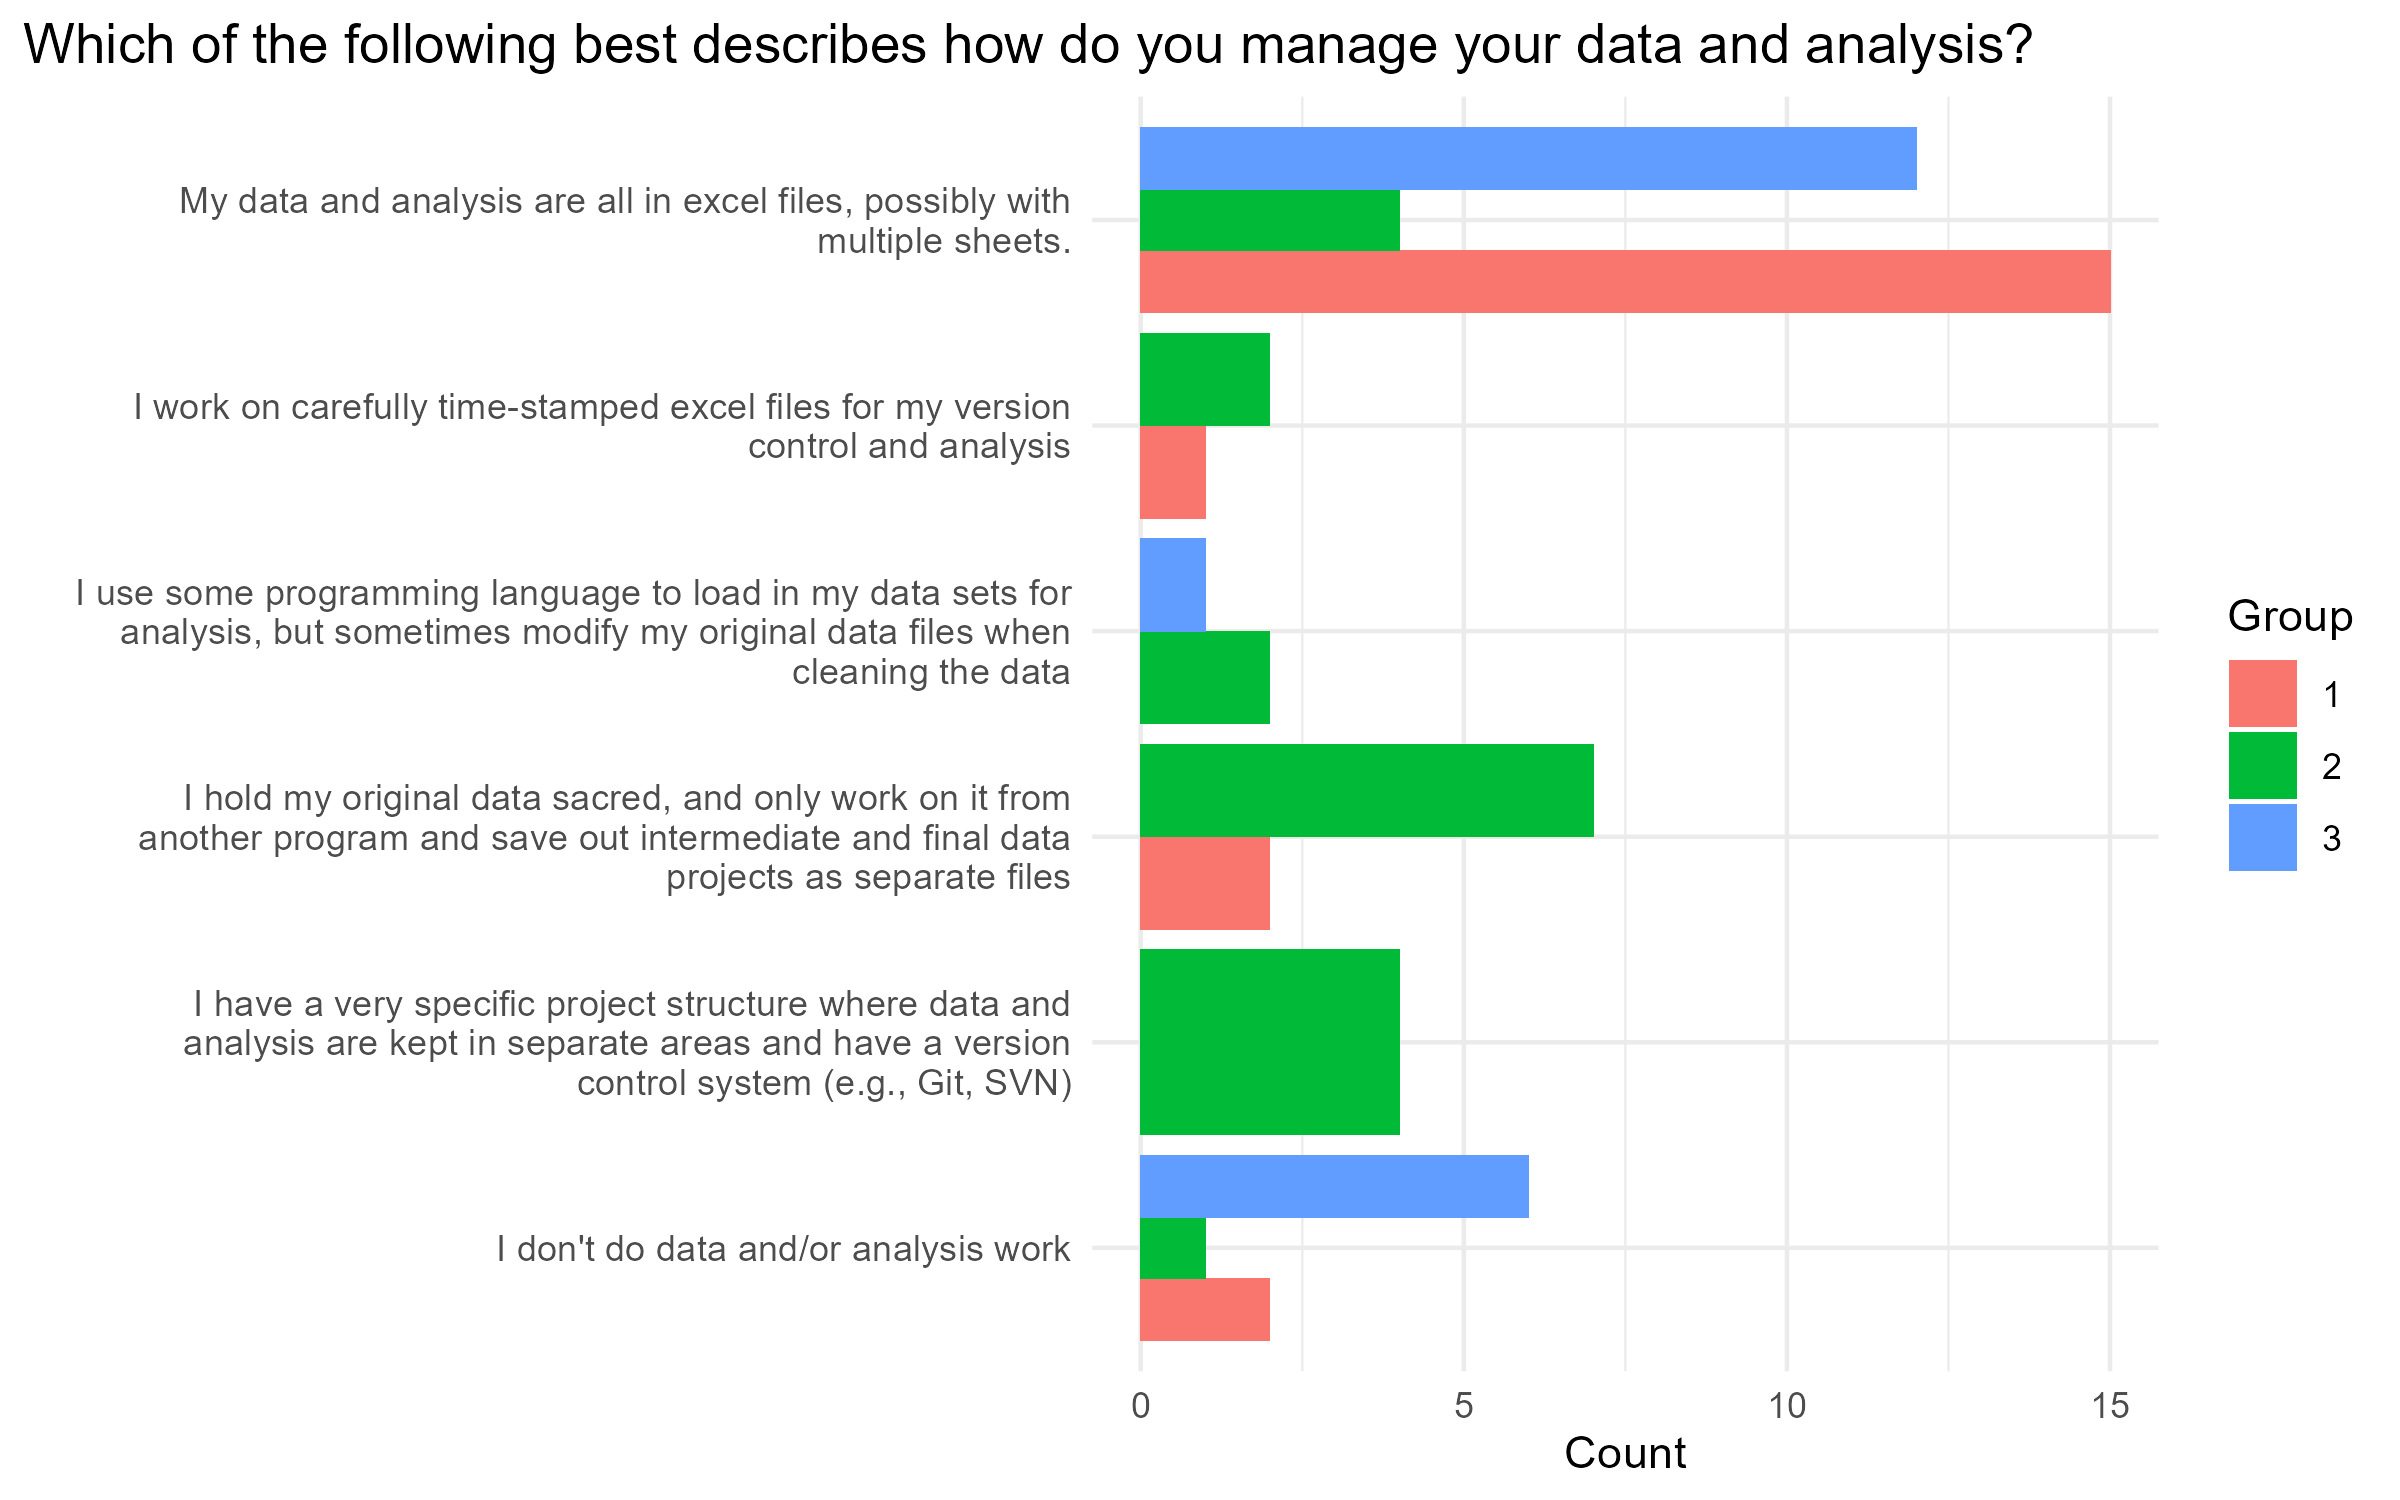 Which of the following best describes how do you manage your data and analysis?
My data and analysis are all in excel files, possibly with
multiple sheets.
I work on carefully time-stamped excel files for my version
control and analysis
I use some programming language to load in my data sets for
analysis, but sometimes modify my original data files when
cleaning the data
I hold my original data sacred, and only work on it from
another program and save out intermediate and final data
projects as separate files
I have a very specific project structure where data and
analysis are kept in separate areas and have a version
control system (e.g., Git, SVN)
I don't do data and/or analysis work
0 5 10 15
Count
Group
1
2
3